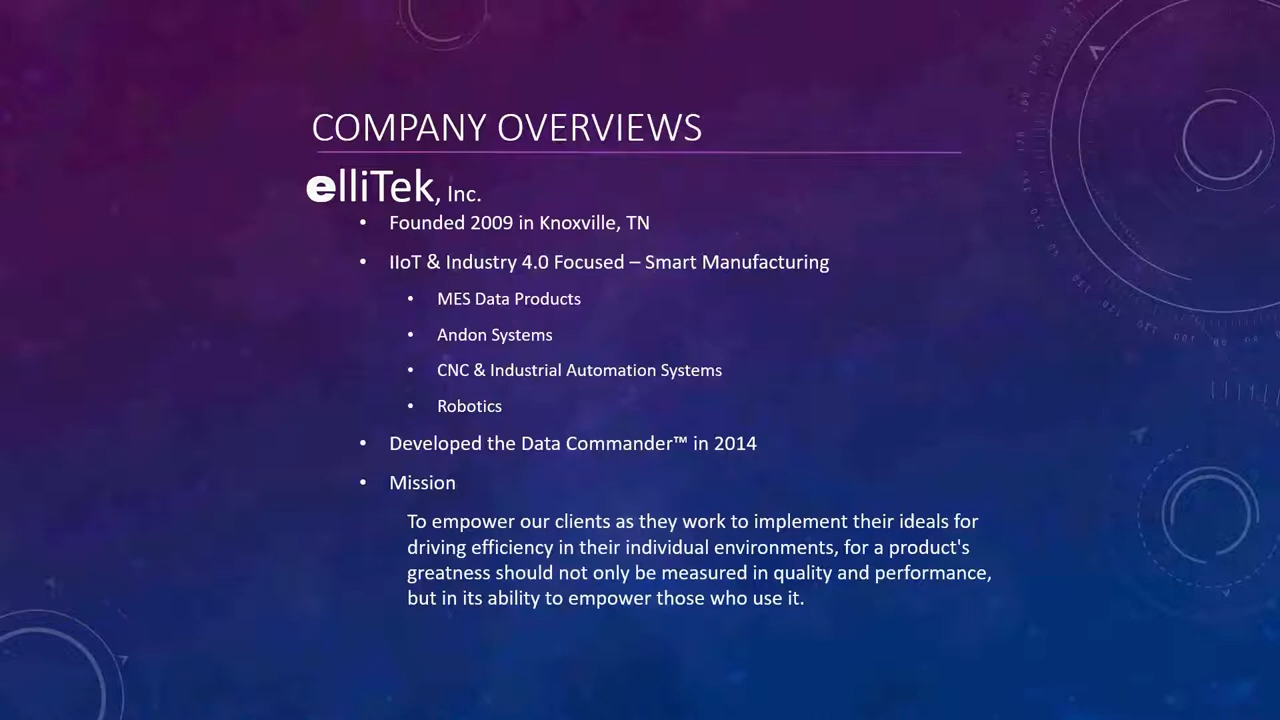 COMPANY OVERVIEWS
elliTek, Inc.
• Founded 2009 in Knoxville, TN
• IIoT & Industry 4.0 Focused – Smart Manufacturing
• MES Data Products
• Andon Systems
• CNC & Industrial Automation Systems
• Robotics
• Developed the Data Commander™ in 2014
• Mission
To empower our clients as they work to implement their ideals for
driving efficiency in their individual environments, for a product's
greatness should not only be measured in quality and performance,
but in its ability to empower those who use it.